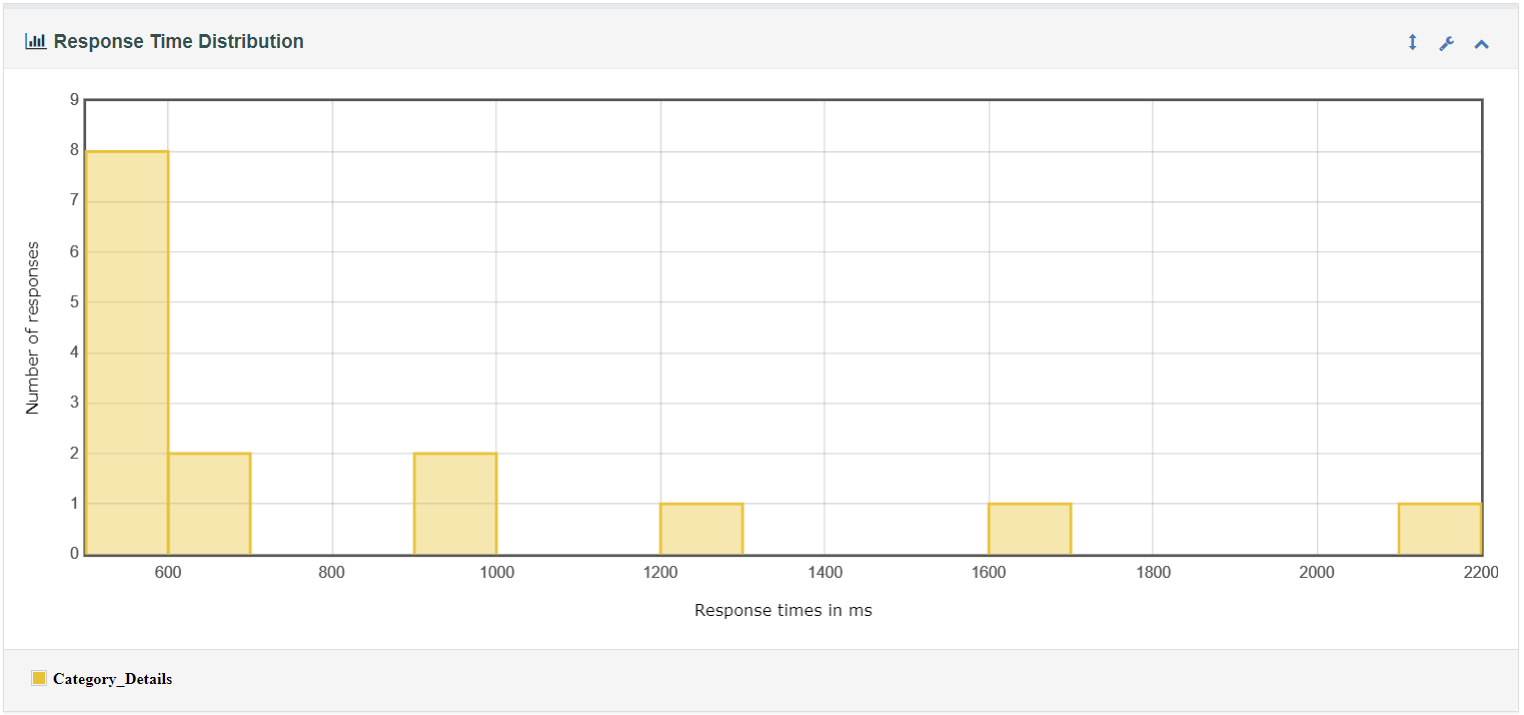 Response Time Distribution
9
8
7
6
5
4
3
2
1
0
Number of responses
600 800 1000 1200 1400 1600 1800 2000 2200
Response times in ms
Category_Details